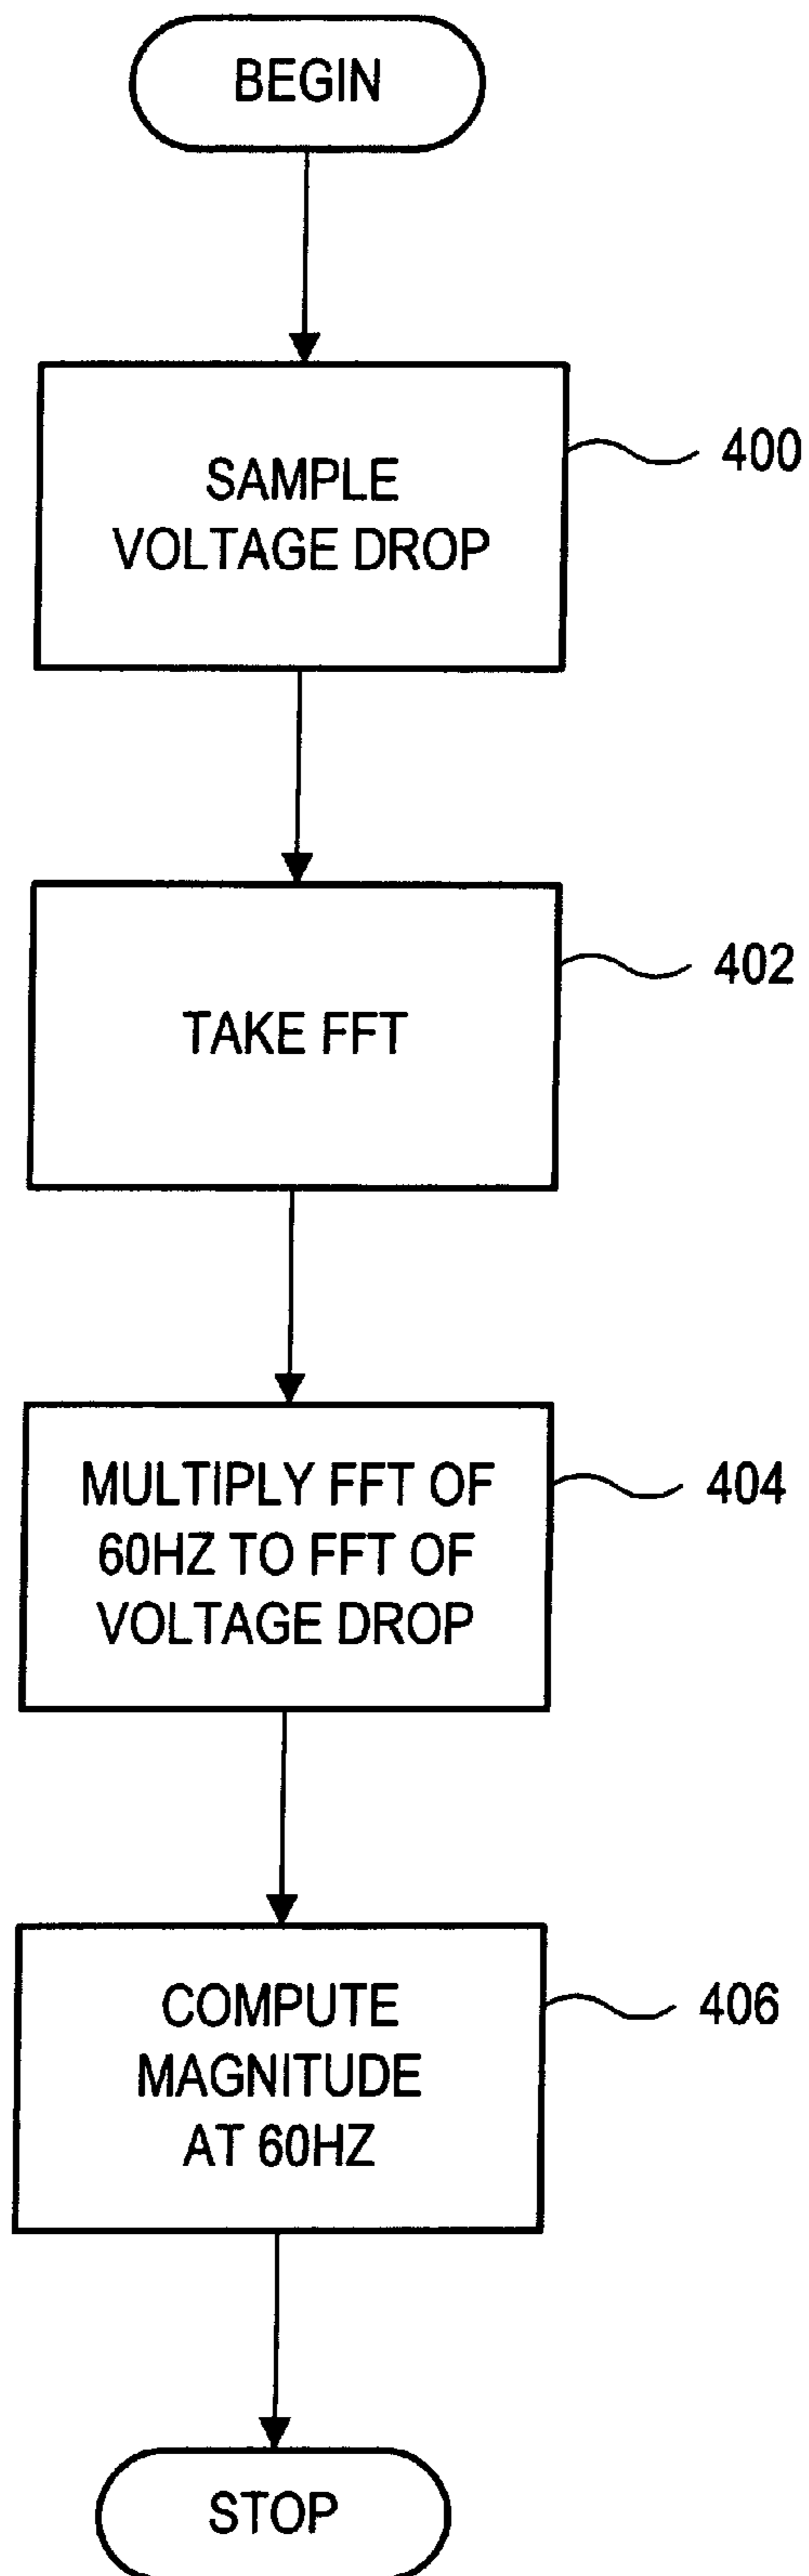 BEGIN
SAMPLE
VOLTAGE DROP
400
TAKE FFT
402
MULTIPLY FFT OF
60HZ TO FFT OF
VOLTAGE DROP
404
COMPUTE
MAGNITUDE
AT 60HZ
406
STOP